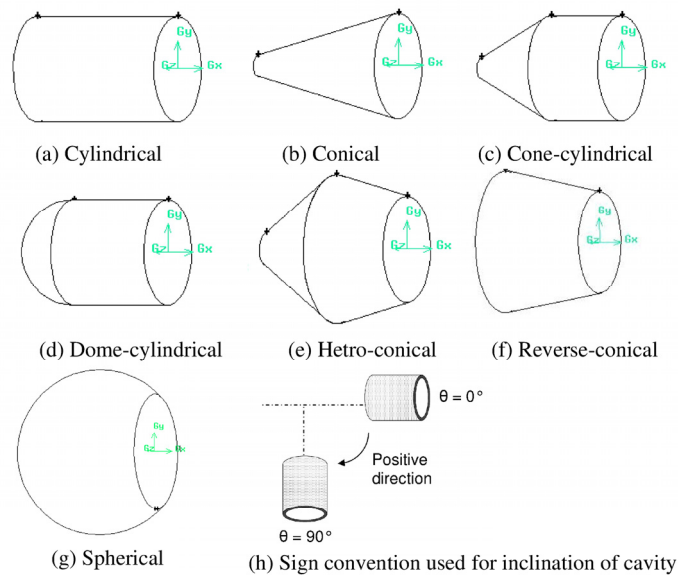 Gy
Gz Gx
(a) Cylindrical
Gy
Gz Gx
(b) Conical
Gy
Gz Gx
(c) Cone-cylindrical
Gy
Gz Gx
(d) Dome-cylindrical
Gy
Gz Gx
(e) Hetro-conical
Gy
Gz Gx
(f) Reverse-conical
Gy
Gz Gx
(g) Spherical
θ = 0°
Positive
direction
θ = 90°
(h) Sign convention used for inclination of cavity